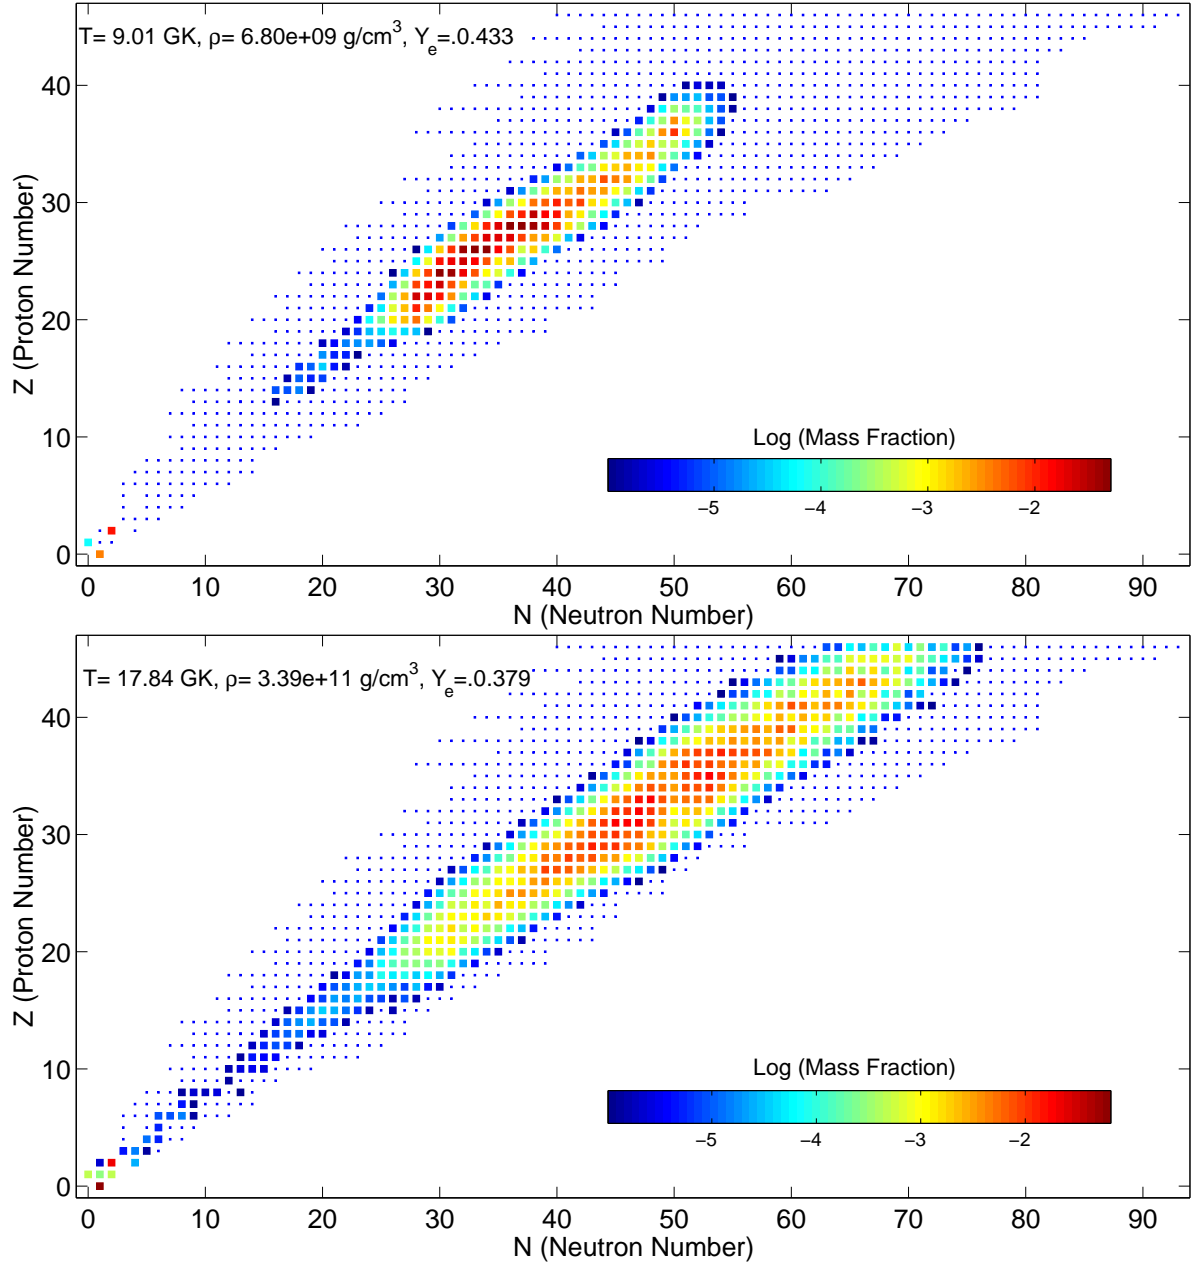 T= 9.01 GK, ρ= 6.80e+09 g/cm³, Yₑ=.0.433
40
30
20
10
0
Z (Proton Number)
Log (Mass Fraction)
−5 −4 −3 −2
0 10 20 30 40 50 60 70 80 90
N (Neutron Number)
T= 17.84 GK, ρ= 3.39e+11 g/cm³, Yₑ=.0.379
40
30
20
10
0
Z (Proton Number)
Log (Mass Fraction)
−5 −4 −3 −2
0 10 20 30 40 50 60 70 80 90
N (Neutron Number)